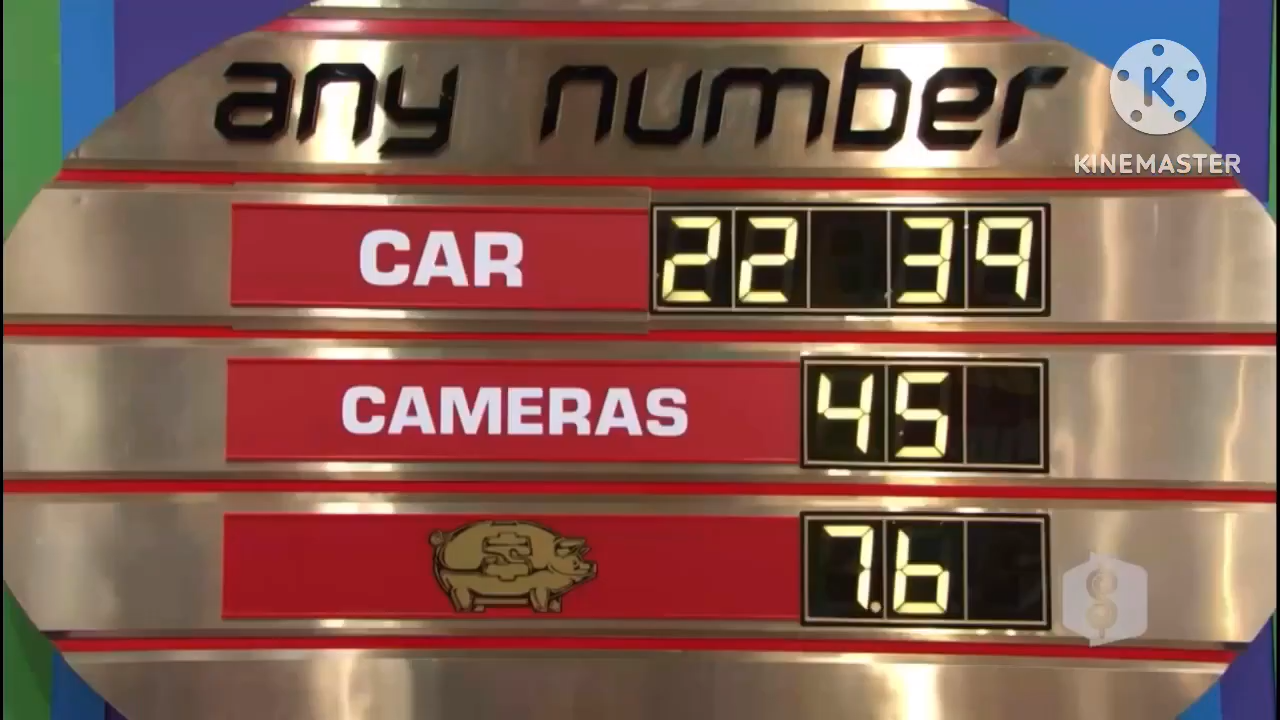 any number
K
KINEMASTER
CAR 22 39
CAMERAS 45
$ 7.6